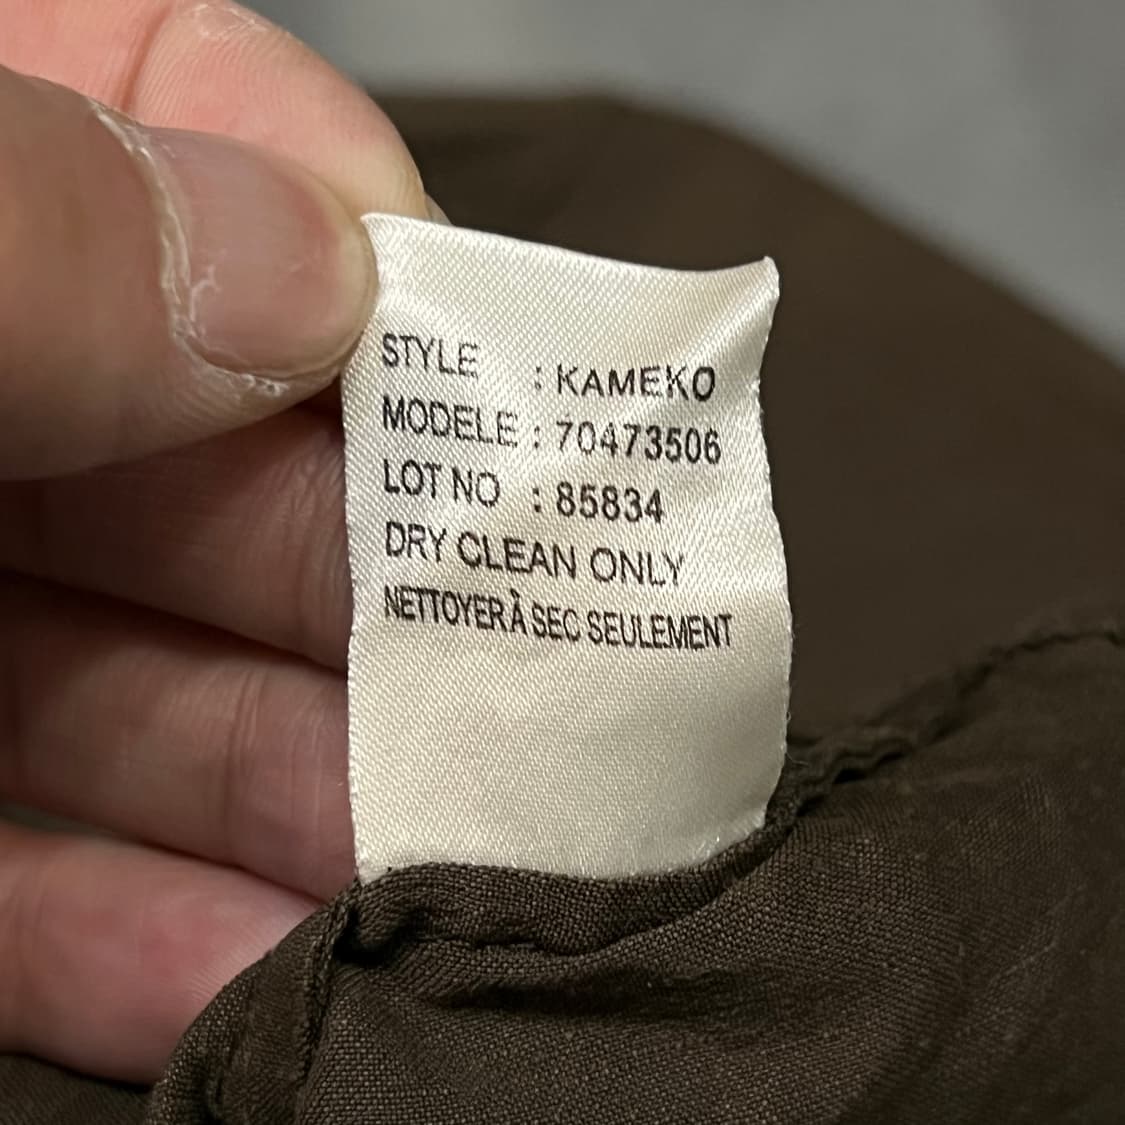 STYLE : KAMEKO
MODELE : 70473506
LOT NO : 85834
DRY CLEAN ONLY
NETTOYER À SEC SEULEMENT